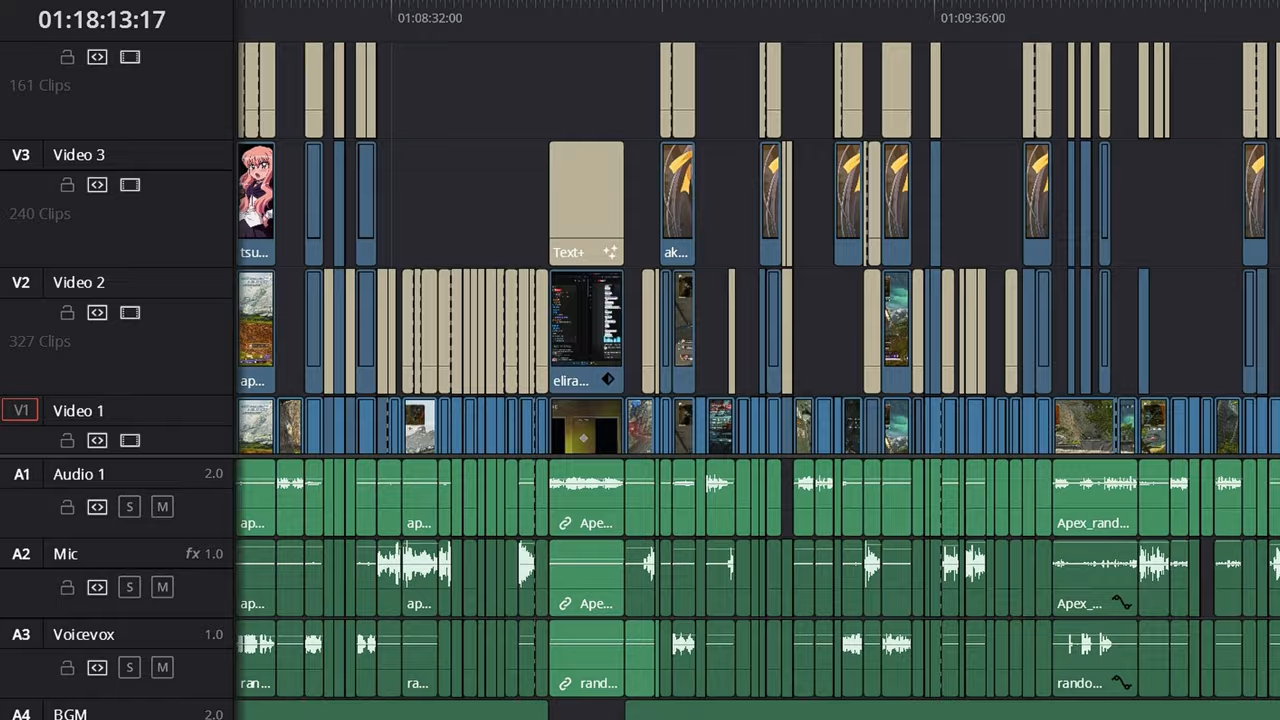 01:18:13:17
01:08:32:00
01:09:36:00
161 Clips
V3 Video 3
240 Clips
tsu...
Text+
ak...
V2 Video 2
327 Clips
ap...
elira...
V1 Video 1
A1 Audio 1 2.0
S M
ap...
ap...
Ape...
Apex_rand...
A2 Mic fx 1.0
S M
ap...
ap...
Ape...
Apex_...
A3 Voicevox 1.0
S M
ran...
ra...
rand...
rando...
A4 BGM 2.0